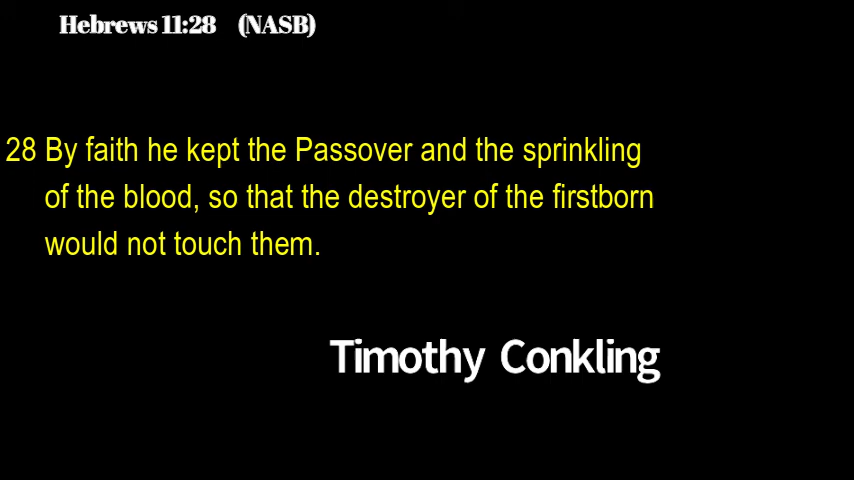 Hebrews 11:28 (NASB)
28 By faith he kept the Passover and the sprinkling
of the blood, so that the destroyer of the firstborn
would not touch them.
Timothy Conkling